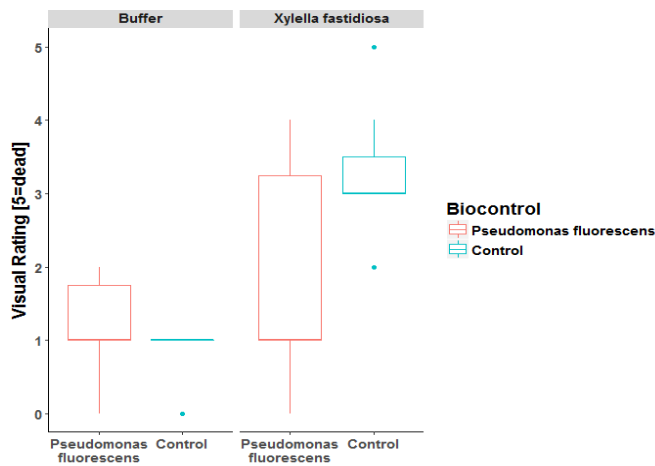 Buffer
Xylella fastidiosa
Visual Rating [5=dead]
5
4
3
2
1
0
Pseudomonas
fluorescens
Control
Pseudomonas
fluorescens
Control
Biocontrol
Pseudomonas fluorescens
Control